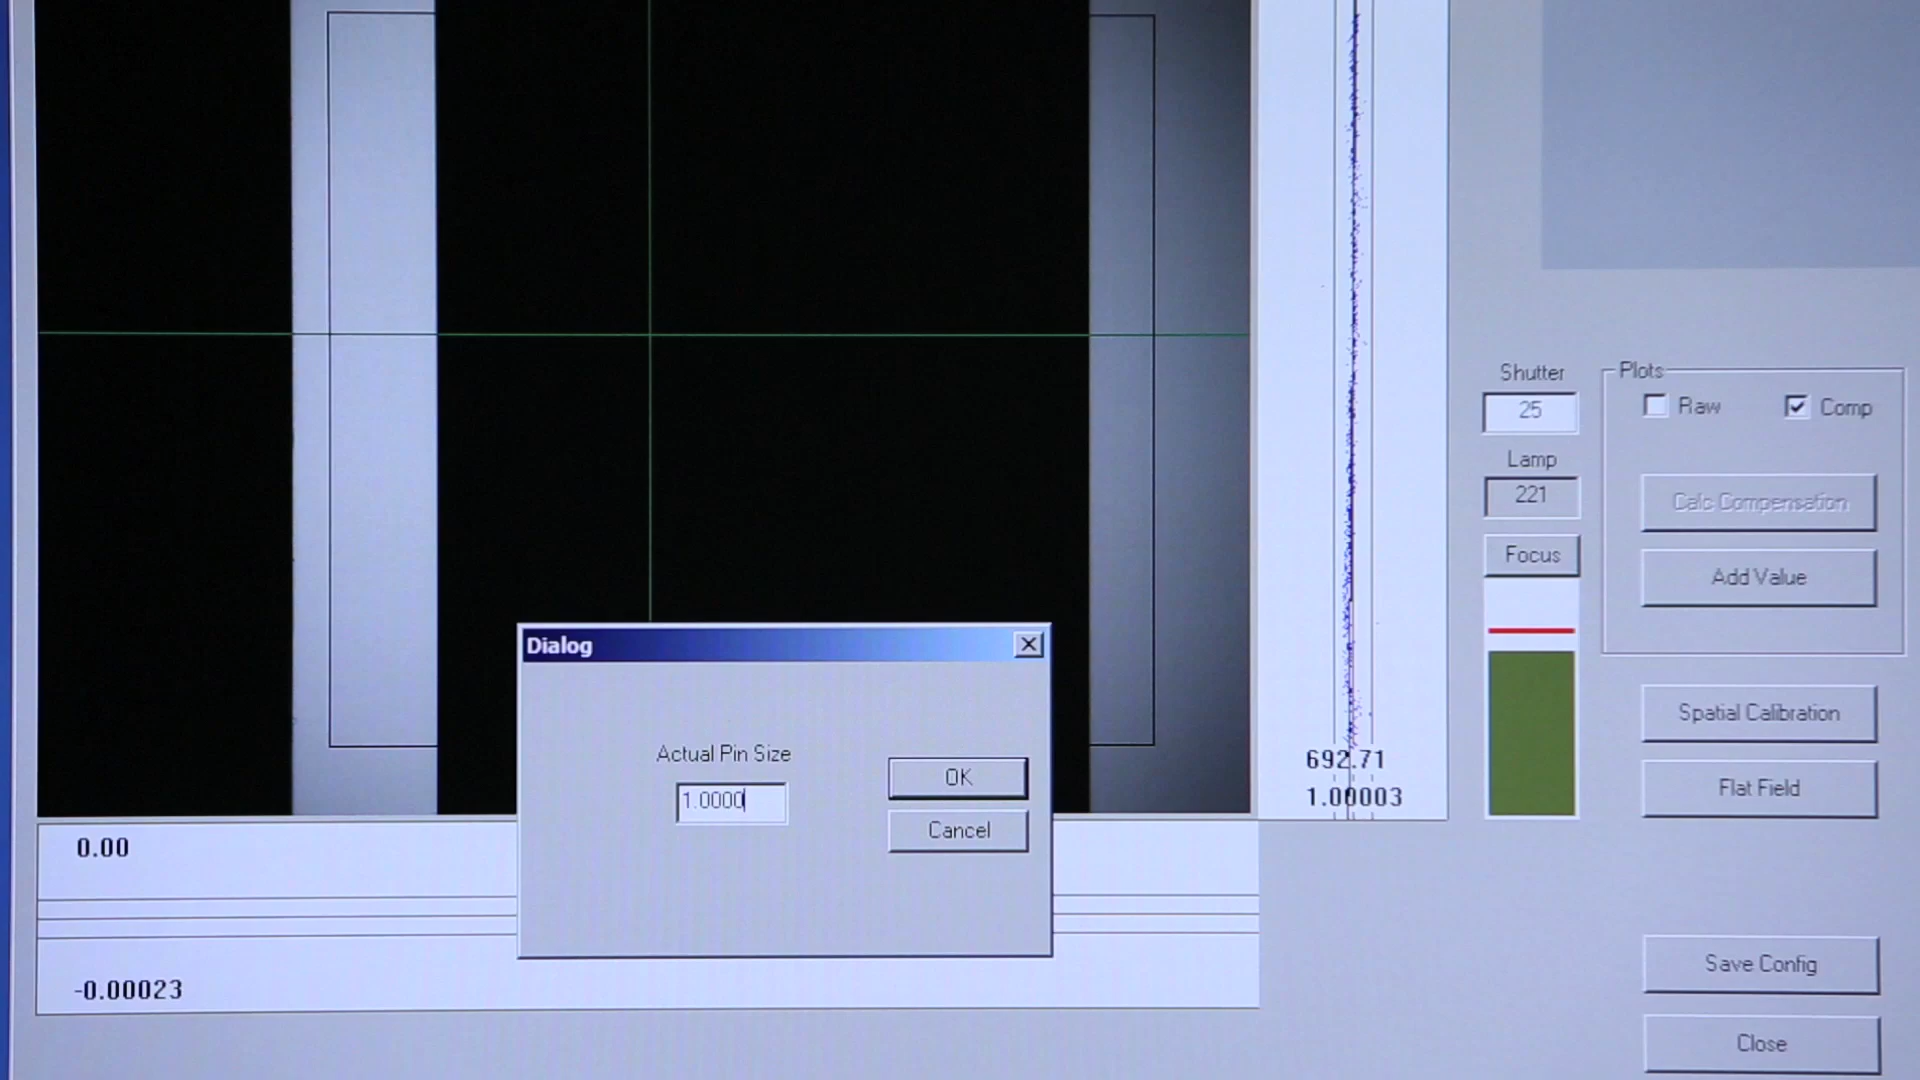 Shutter
25
Plots
Raw
Comp
Lamp
221
Calc Compensation
Focus
Add Value
Dialog
Actual Pin Size
1.0000
OK
Cancel
692.71
1.00003
Spatial Calibration
Flat Field
0.00
-0.00023
Save Config
Close